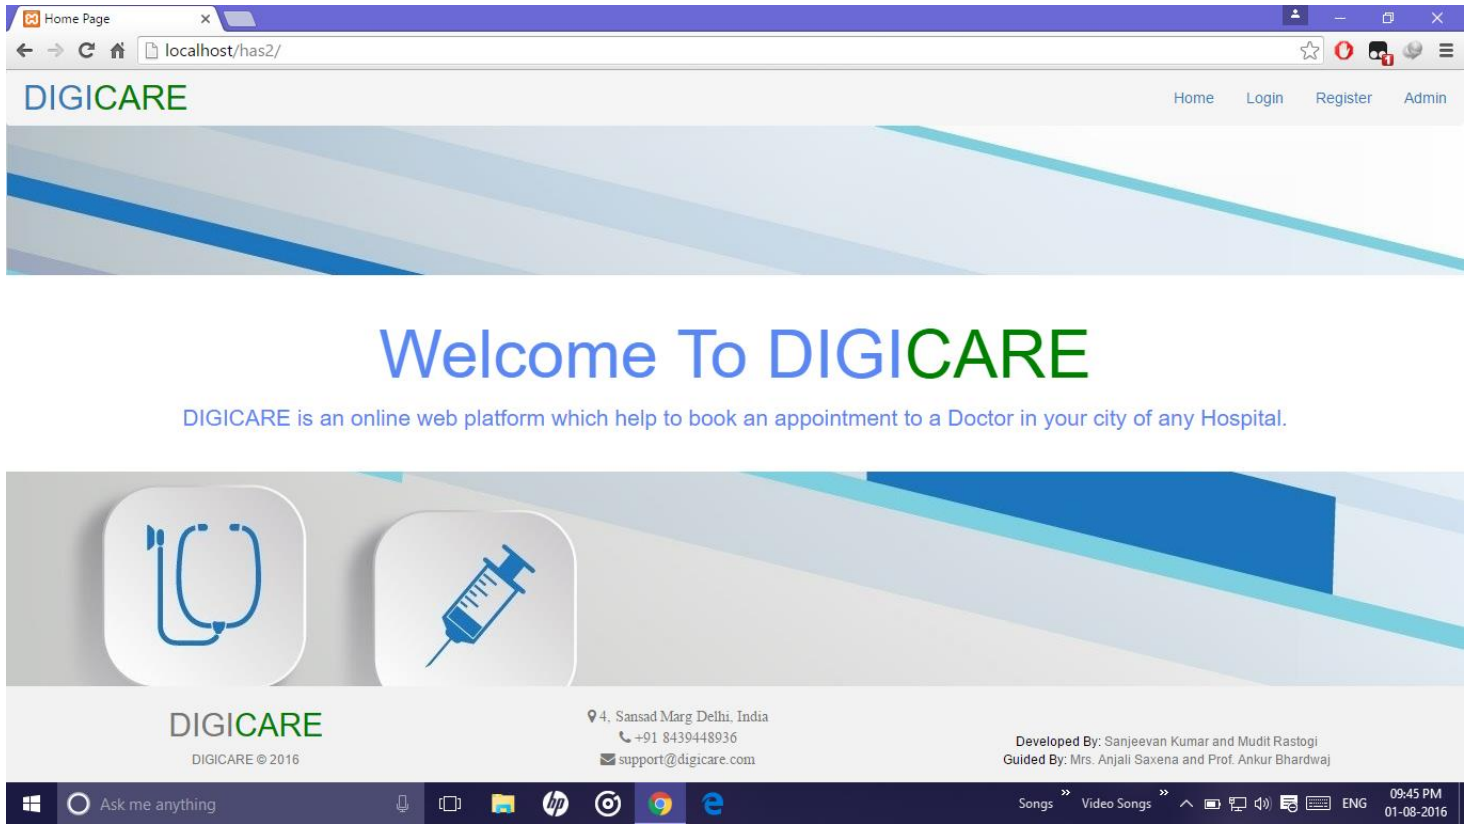 Home Page
localhost/has2/
DIGICARE
Home Login Register Admin
Welcome To DIGICARE
DIGICARE is an online web platform which help to book an appointment to a Doctor in your city of any Hospital.
DIGICARE
DIGICARE © 2016
4, Sansad Marg Delhi, India
+91 8439448936
support@digicare.com
Developed By: Sanjeevan Kumar and Mudit Rastogi
Guided By: Mrs. Anjali Saxena and Prof. Ankur Bhardwaj
Ask me anything
hp
Songs » Video Songs » ENG
09:45 PM
01-08-2016
1